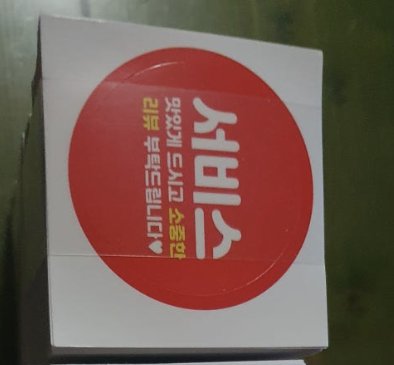 서비스
맛있게 드시고 소중한
리뷰 부탁드립니다♥